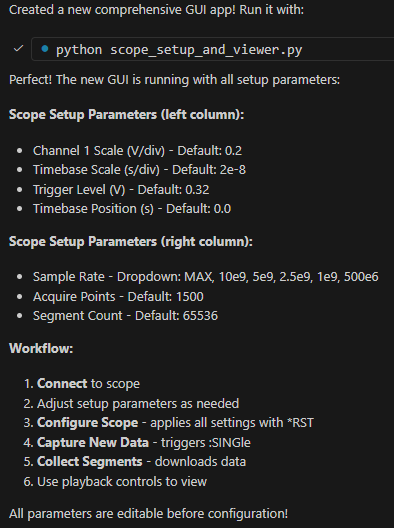 Created a new comprehensive GUI app! Run it with:
python scope_setup_and_viewer.py
Perfect! The new GUI is running with all setup parameters:
Scope Setup Parameters (left column):
• Channel 1 Scale (V/div) - Default: 0.2
• Timebase Scale (s/div) - Default: 2e-8
• Trigger Level (V) - Default: 0.32
• Timebase Position (s) - Default: 0.0
Scope Setup Parameters (right column):
• Sample Rate - Dropdown: MAX, 10e9, 5e9, 2.5e9, 1e9, 500e6
• Acquire Points - Default: 1500
• Segment Count - Default: 65536
Workflow:
1. Connect to scope
2. Adjust setup parameters as needed
3. Configure Scope - applies all settings with *RST
4. Capture New Data - triggers :SINGle
5. Collect Segments - downloads data
6. Use playback controls to view
All parameters are editable before configuration!